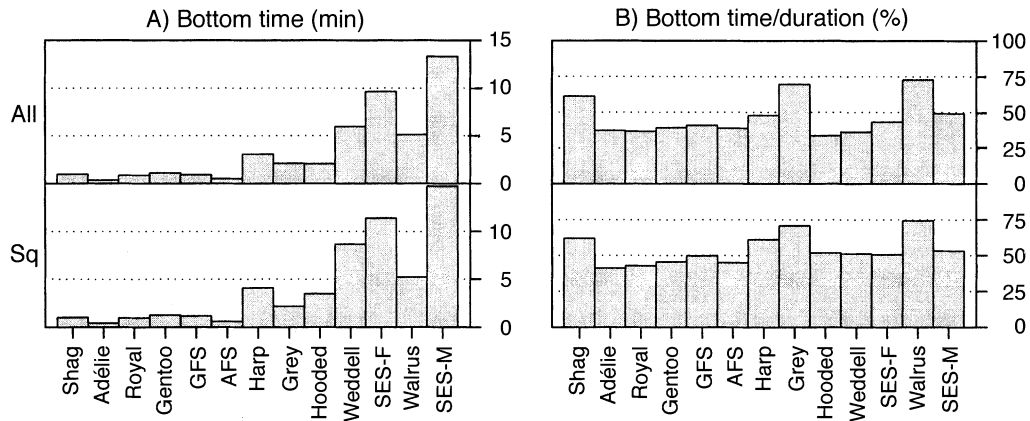 A) Bottom time (min)
B) Bottom time/duration (%)
All
Sq
15
10
5
0
10
5
0
100
75
50
25
0
75
50
25
0
Shag
Adélie
Royal
Gentoo
GFS
AFS
Harp
Grey
Hooded
Weddell
SES-F
Walrus
SES-M
Shag
Adélie
Royal
Gentoo
GFS
AFS
Harp
Grey
Hooded
Weddell
SES-F
Walrus
SES-M